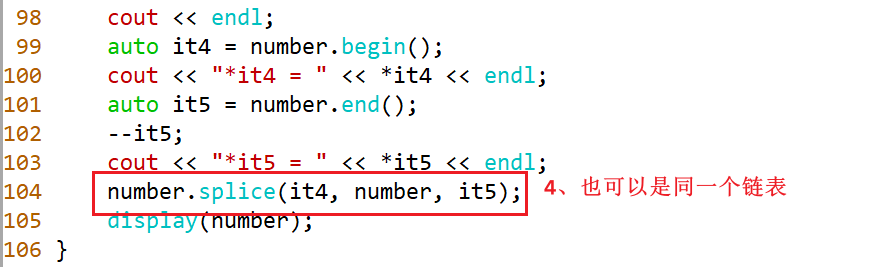 98 cout << endl;
99 auto it4 = number.begin();
100 cout << "*it4 = " << *it4 << endl;
101 auto it5 = number.end();
102 --it5;
103 cout << "*it5 = " << *it5 << endl;
104 number.splice(it4, number, it5); 4、也可以是同一个链表
105 display(number);
106 }